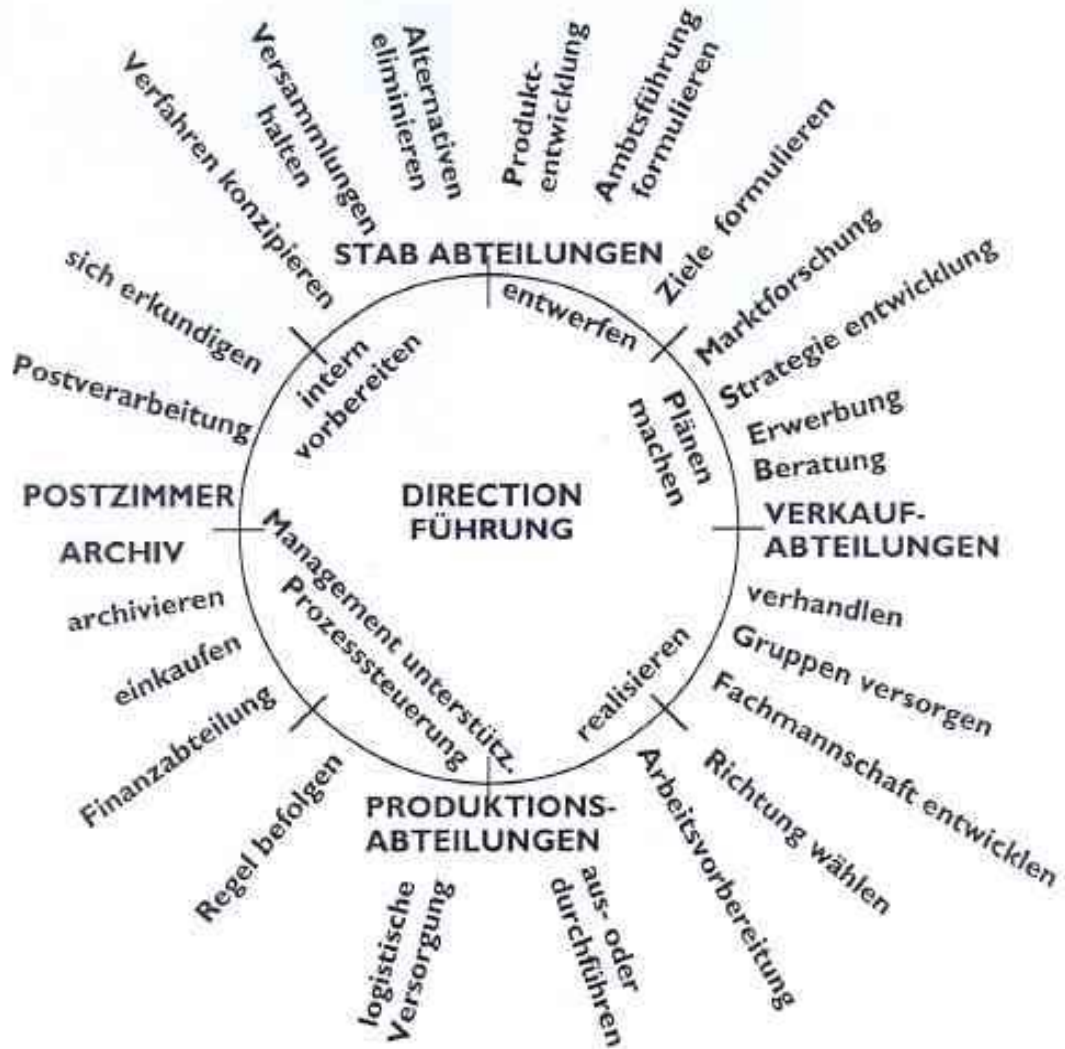 Verfahren konzipieren
Versammlungen
halten
Alternativen
eliminieren
Produkt-
entwicklung
Ambtsführung
formulieren
Ziele formulieren
Marktforschung
Strategie entwicklung
Erwerbung
Beratung
sich erkundigen
Postverarbeitung
STAB ABTEILUNGEN
entwerfen
intern
vorbereiten
Plänen
machen
POSTZIMMER
ARCHIV
DIRECTION
FÜHRUNG
VERKAUF-
ABTEILUNGEN
Management unterstütz.
Prozesssteuerung
realisieren
verhandlen
Gruppen versorgen
Fachmannschaft entwicklen
Richtung wählen
Arbeitsvorbereitung
archivieren
einkaufen
Finanzabteilung
Regel befolgen
PRODUKTIONS-
ABTEILUNGEN
logistische
Versorgung
aus- oder
durchführen